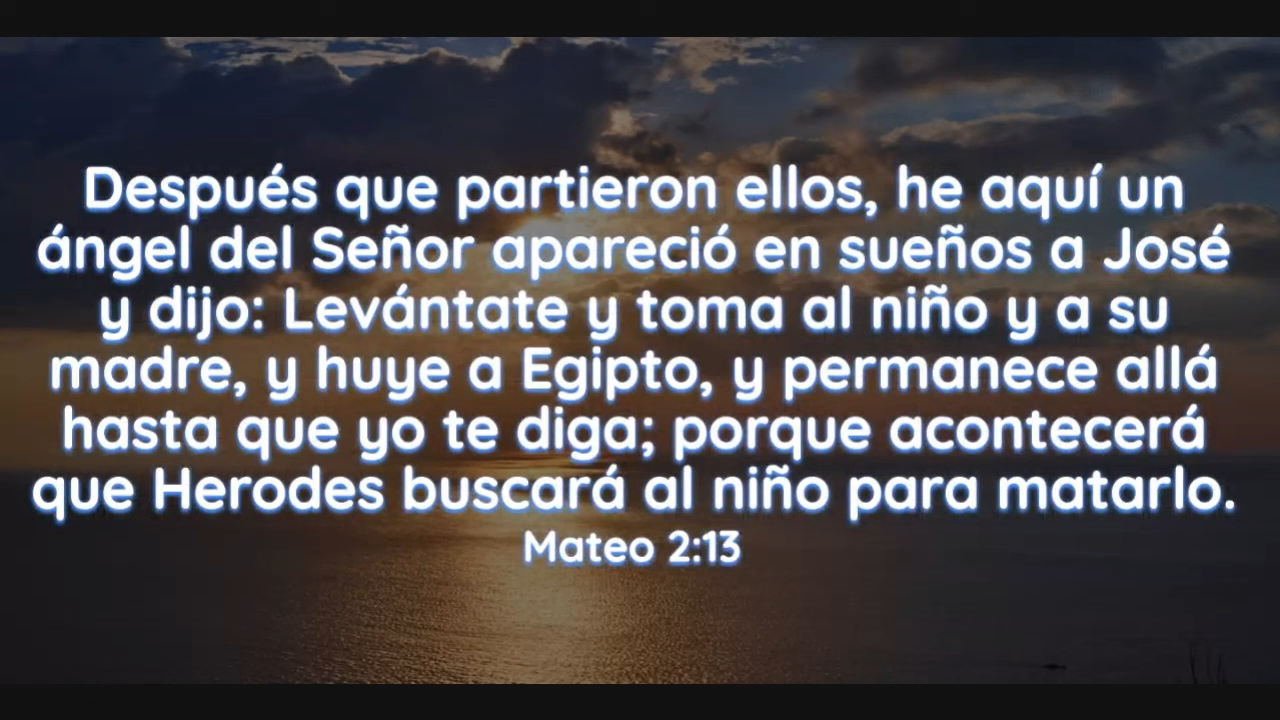 Después que partieron ellos, he aquí un
ángel del Señor apareció en sueños a José
y dijo: Levántate y toma al niño y a su
madre, y huye a Egipto, y permanece allá
hasta que yo te diga; porque acontecerá
que Herodes buscará al niño para matarlo.
Mateo 2:13